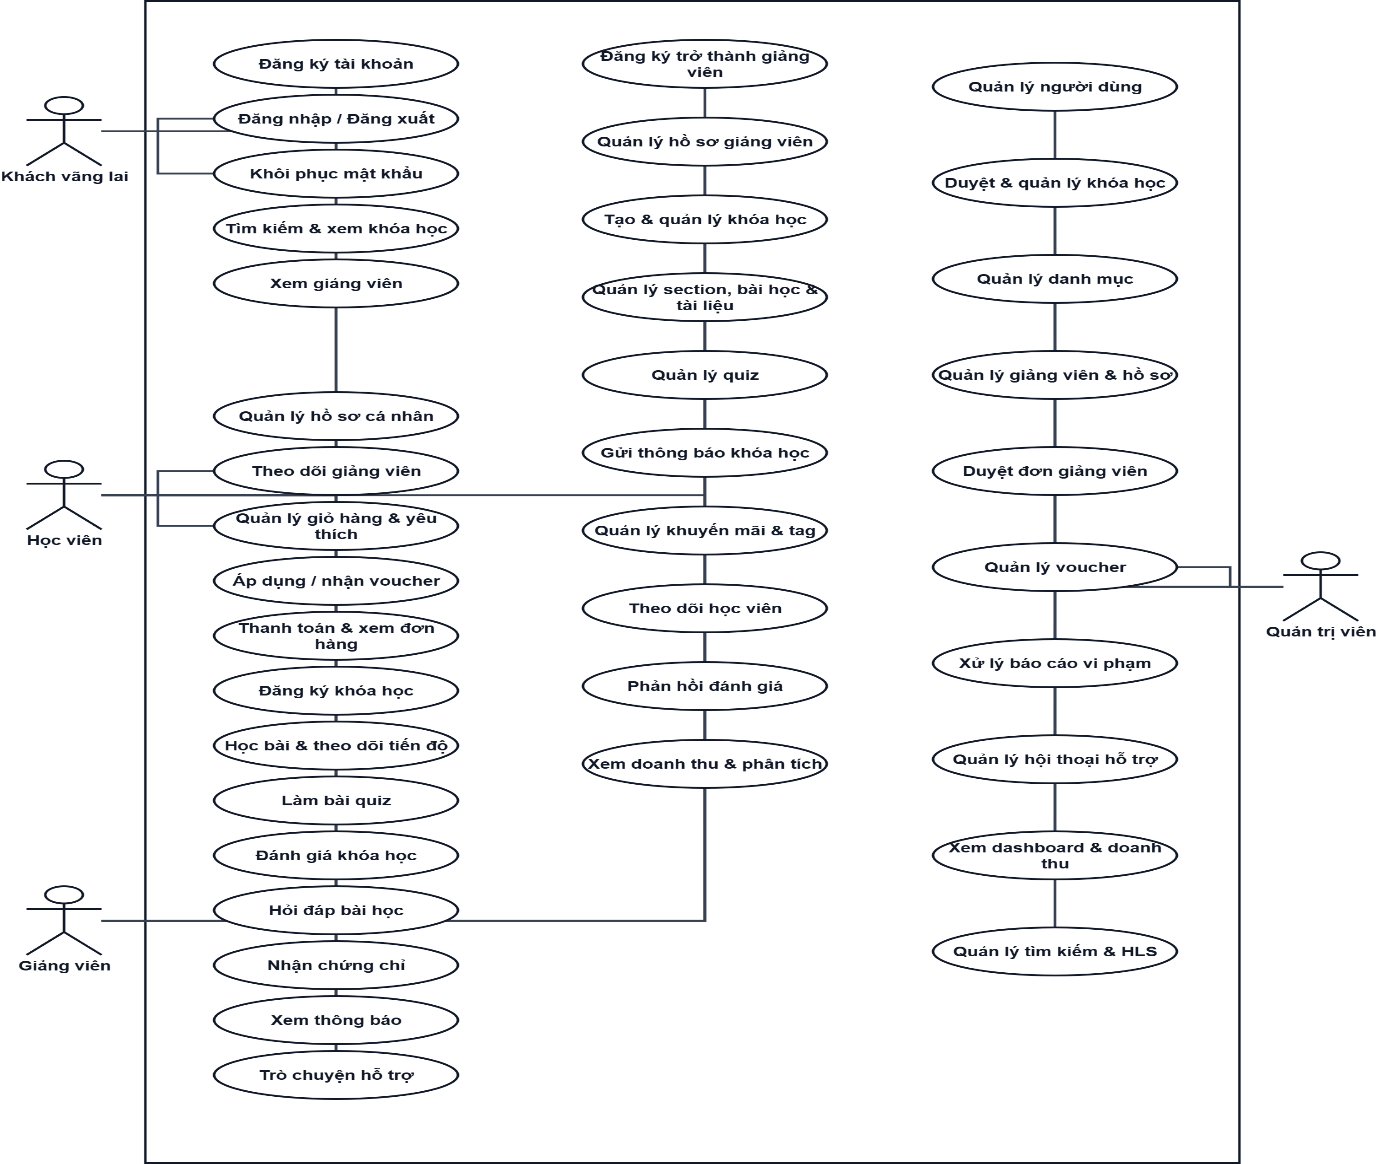 Khách vãng lai
Học viên
Giảng viên
Đăng ký tài khoản
Đăng nhập / Đăng xuất
Khôi phục mật khẩu
Tìm kiếm & xem khóa học
Xem giảng viên
Quản lý hồ sơ cá nhân
Theo dõi giảng viên
Quản lý giỏ hàng & yêu
thích
Áp dụng / nhận voucher
Thanh toán & xem đơn
hàng
Đăng ký khóa học
Học bài & theo dõi tiến độ
Làm bài quiz
Đánh giá khóa học
Hỏi đáp bài học
Nhận chứng chỉ
Xem thông báo
Trò chuyện hỗ trợ
Đăng ký trở thành giảng
viên
Quản lý hồ sơ giảng viên
Tạo & quản lý khóa học
Quản lý section, bài học &
tài liệu
Quản lý quiz
Gửi thông báo khóa học
Quản lý khuyến mãi & tag
Theo dõi học viên
Phản hồi đánh giá
Xem doanh thu & phân tích
Quản lý người dùng
Duyệt & quản lý khóa học
Quản lý danh mục
Quản lý giảng viên & hồ sơ
Duyệt đơn giảng viên
Quản lý voucher
Xử lý báo cáo vi phạm
Quản lý hội thoại hỗ trợ
Xem dashboard & doanh
thu
Quản lý tìm kiếm & HLS
Quản trị viên